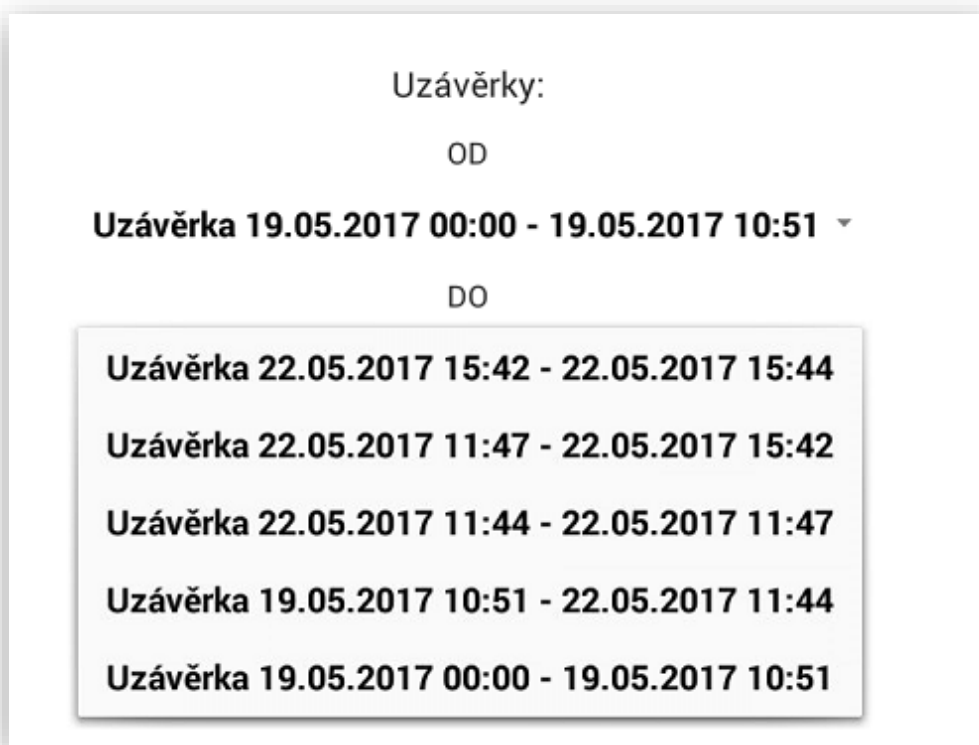 Uzávěrky:
OD
Uzávěrka 19.05.2017 00:00 - 19.05.2017 10:51
DO
Uzávěrka 22.05.2017 15:42 - 22.05.2017 15:44
Uzávěrka 22.05.2017 11:47 - 22.05.2017 15:42
Uzávěrka 22.05.2017 11:44 - 22.05.2017 11:47
Uzávěrka 19.05.2017 10:51 - 22.05.2017 11:44
Uzávěrka 19.05.2017 00:00 - 19.05.2017 10:51